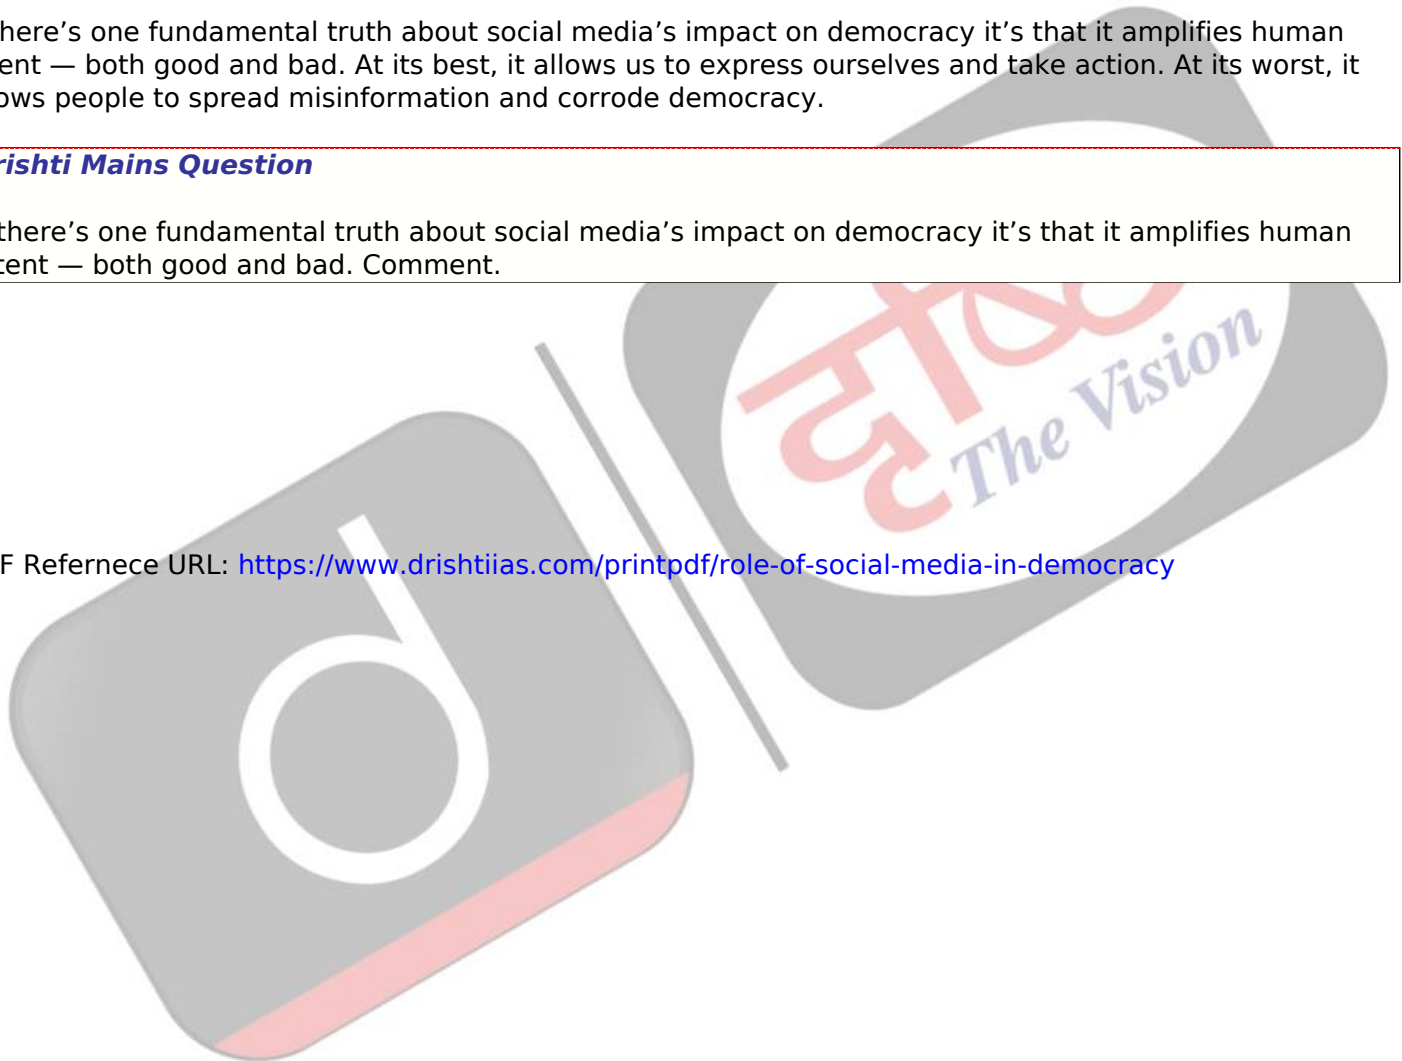 here’s one fundamental truth about social media’s impact on democracy it’s that it amplifies human
ent — both good and bad. At its best, it allows us to express ourselves and take action. At its worst, it
ows people to spread misinformation and corrode democracy.
rishti Mains Question
there’s one fundamental truth about social media’s impact on democracy it’s that it amplifies human
tent — both good and bad. Comment.
The Vision
F Refernece URL: https://www.drishtiias.com/printpdf/role-of-social-media-in-democracy
d